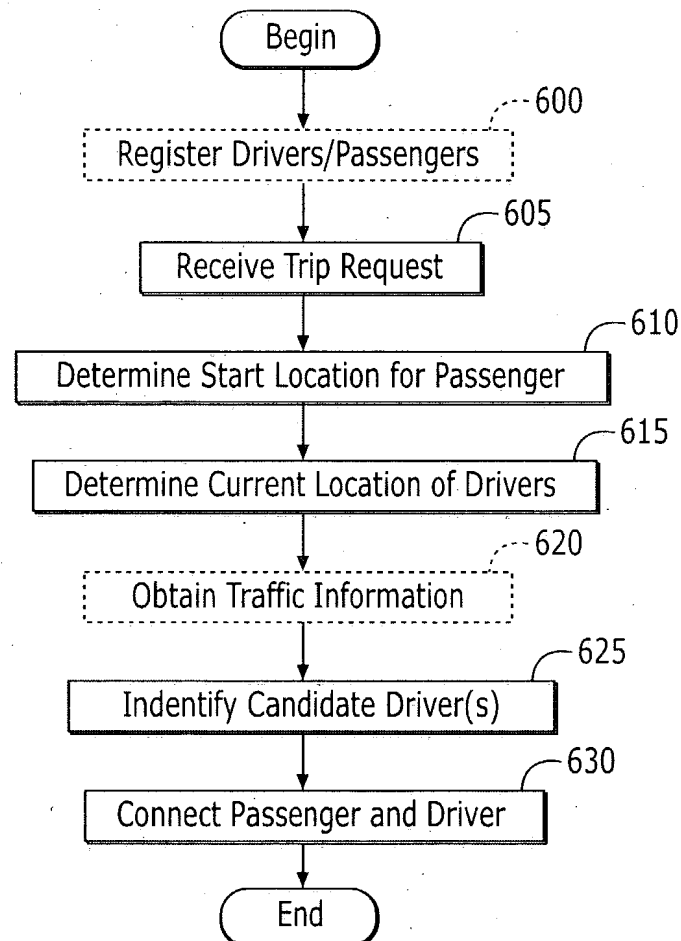 Begin
600
Register Drivers/Passengers
605
Receive Trip Request
610
Determine Start Location for Passenger
615
Determine Current Location of Drivers
620
Obtain Traffic Information
625
Indentify Candidate Driver(s)
630
Connect Passenger and Driver
End